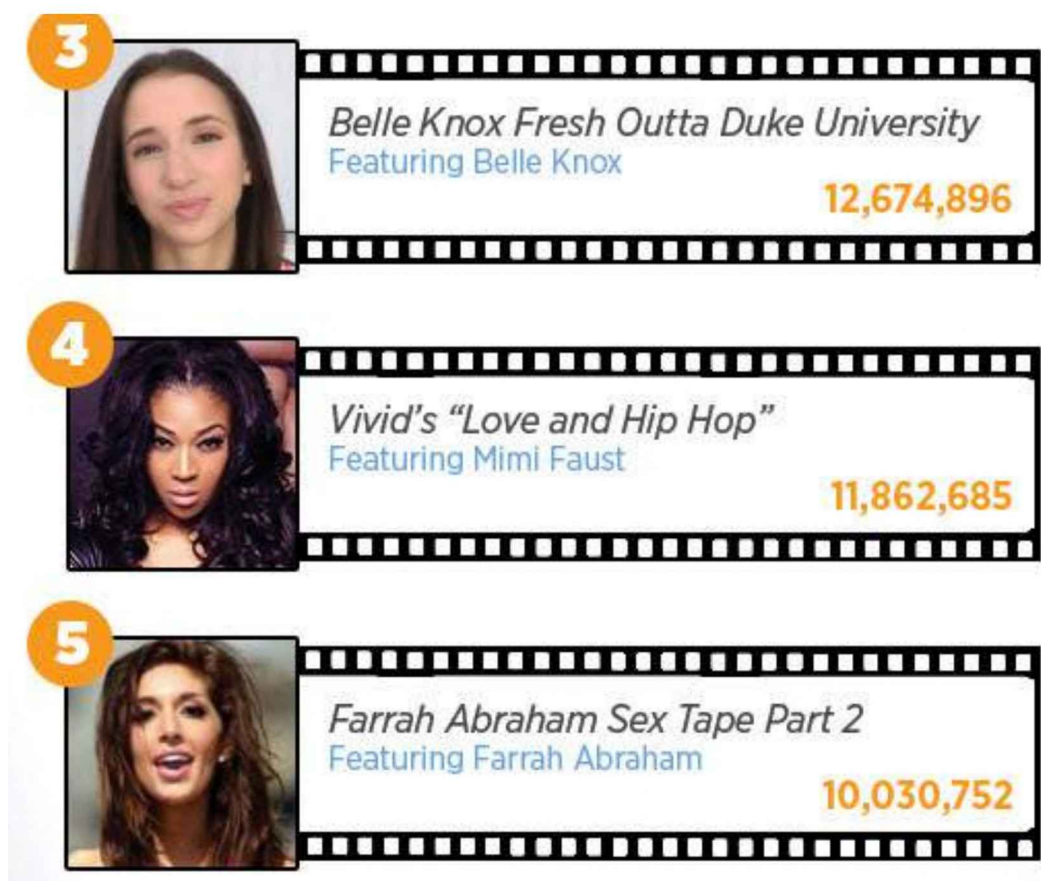 3
Belle Knox Fresh Outta Duke University
Featuring Belle Knox
12,674,896
4
Vivid’s “Love and Hip Hop”
Featuring Mimi Faust
11,862,685
5
Farrah Abraham Sex Tape Part 2
Featuring Farrah Abraham
10,030,752